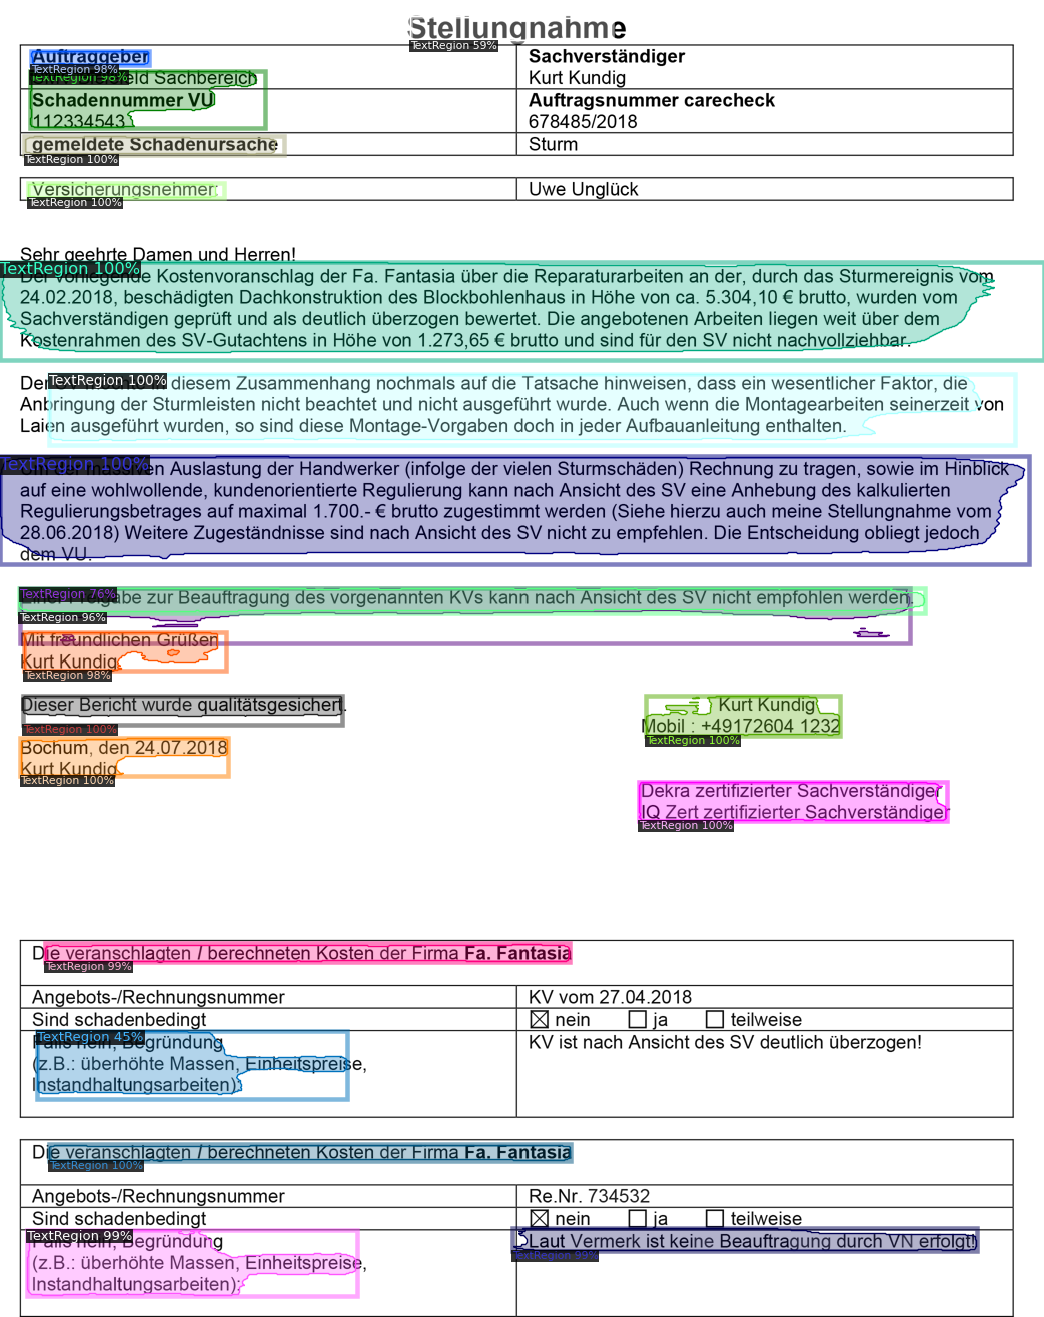 Stellungnahme
TextRegion 59%
Auftraggeber
Sachverständiger
TextRegion 98%
TextRegion 98%
Sachbereich
Kurt Kundig
Schadennummer VU
Auftragsnummer carecheck
112334543
678485/2018
gemeldete Schadenursache
Sturm
TextRegion 100%
Versicherungsnehmer:
Uwe Unglück
TextRegion 100%
Sehr geehrte Damen und Herren!
TextRegion 100%
Der vorliegende Kostenvoranschlag der Fa. Fantasia über die Reparaturarbeiten an der, durch das Sturmereignis vom
24.02.2018, beschädigten Dachkonstruktion des Blockbohlenhaus in Höhe von ca. 5.304,10 € brutto, wurden vom
Sachverständigen geprüft und als deutlich überzogen bewertet. Die angebotenen Arbeiten liegen weit über dem
Kostenrahmen des SV-Gutachtens in Höhe von 1.273,65 € brutto und sind für den SV nicht nachvollziehbar.
TextRegion 100%
Der diesem Zusammenhang nochmals auf die Tatsache hinweisen, dass ein wesentlicher Faktor, die
Anbringung der Sturmleisten nicht beachtet und nicht ausgeführt wurde. Auch wenn die Montagearbeiten seinerzeit von
Laien ausgeführt wurden, so sind diese Montage-Vorgaben doch in jeder Aufbauanleitung enthalten.
TextRegion 100%
Auslastung der Handwerker (infolge der vielen Sturmschäden) Rechnung zu tragen, sowie im Hinblick
auf eine wohlwollende, kundenorientierte Regulierung kann nach Ansicht des SV eine Anhebung des kalkulierten
Regulierungsbetrages auf maximal 1.700.- € brutto zugestimmt werden (Siehe hierzu auch meine Stellungnahme vom
28.06.2018) Weitere Zugeständnisse sind nach Ansicht des SV nicht zu empfehlen. Die Entscheidung obliegt jedoch
dem VU.
TextRegion 76%
Einer Freigabe zur Beauftragung des vorgenannten KVs kann nach Ansicht des SV nicht empfohlen werden.
TextRegion 96%
Mit freundlichen Grüßen
Kurt Kundig
TextRegion 98%
Dieser Bericht wurde qualitätsgesichert.
Kurt Kundig
TextRegion 100%
Mobil : +49172604 1232
TextRegion 100%
Bochum, den 24.07.2018
Kurt Kundig
TextRegion 100%
Dekra zertifizierter Sachverständiger
IQ Zert zertifizierter Sachverständiger
TextRegion 100%
Die veranschlagten / berechneten Kosten der Firma Fa. Fantasia
TextRegion 99%
Angebots-/Rechnungsnummer
KV vom 27.04.2018
Sind schadenbedingt
nein ja teilweise
TextRegion 45%
Falls nein, Begründung
KV ist nach Ansicht des SV deutlich überzogen!
(z.B.: überhöhte Massen, Einheitspreise,
Instandhaltungsarbeiten):
Die veranschlagten / berechneten Kosten der Firma Fa. Fantasia
TextRegion 100%
Angebots-/Rechnungsnummer
Re.Nr. 734532
Sind schadenbedingt
nein ja teilweise
TextRegion 99%
Falls nein, Begründung
Laut Vermerk ist keine Beauftragung durch VN erfolgt!
TextRegion 99%
(z.B.: überhöhte Massen, Einheitspreise,
Instandhaltungsarbeiten):